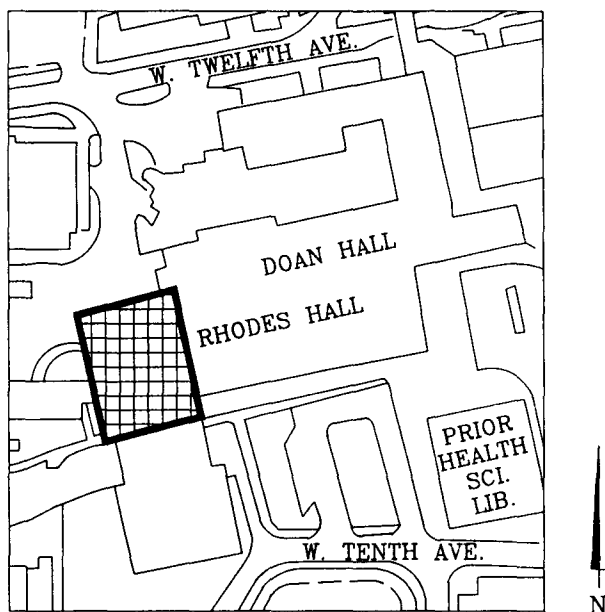 W. TWELFTH AVE.
DOAN HALL
RHODES HALL
PRIOR
HEALTH
SCI.
LIB.
W. TENTH AVE.
N